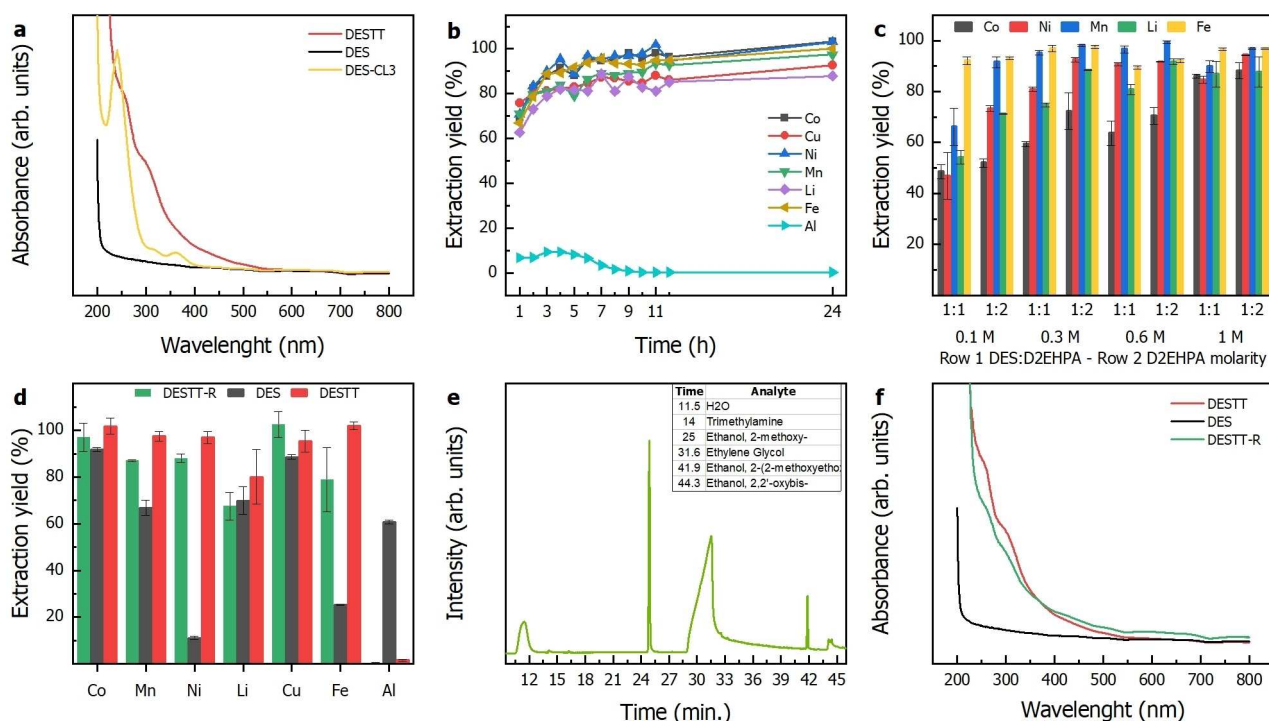 a
DESTT
DES
DES-CL3
Absorbance (arb. units)
200 300 400 500 600 700 800
Wavelenght (nm)
b
Extraction yield (%)
100
80
60
40
20
0
Co
Cu
Ni
Mn
Li
Fe
Al
1 3 5 7 9 11 24
Time (h)
c
Co Ni Mn Li Fe
Extraction yield (%)
100
80
60
40
20
1:1 1:2 1:1 1:2 1:1 1:2 1:1 1:2
0.1 M 0.3 M 0.6 M 1 M
Row 1 DES:D2EHPA - Row 2 D2EHPA molarity
d
DESTT-R DES DESTT
Extraction yield (%)
100
80
60
40
20
Co Mn Ni Li Cu Fe Al
e
Time Analyte
11.5 H2O
14 Trimethylamine
25 Ethanol, 2-methoxy-
31.6 Ethylene Glycol
41.9 Ethanol, 2-(2-methoxyetho
44.3 Ethanol, 2,2'-oxybis-
Intensity (arb. units)
12 15 18 21 24 27 30 33 36 39 42 45
Time (min.)
f
DESTT
DES
DESTT-R
Absorbance (arb. units)
200 300 400 500 600 700 800
Wavelenght (nm)